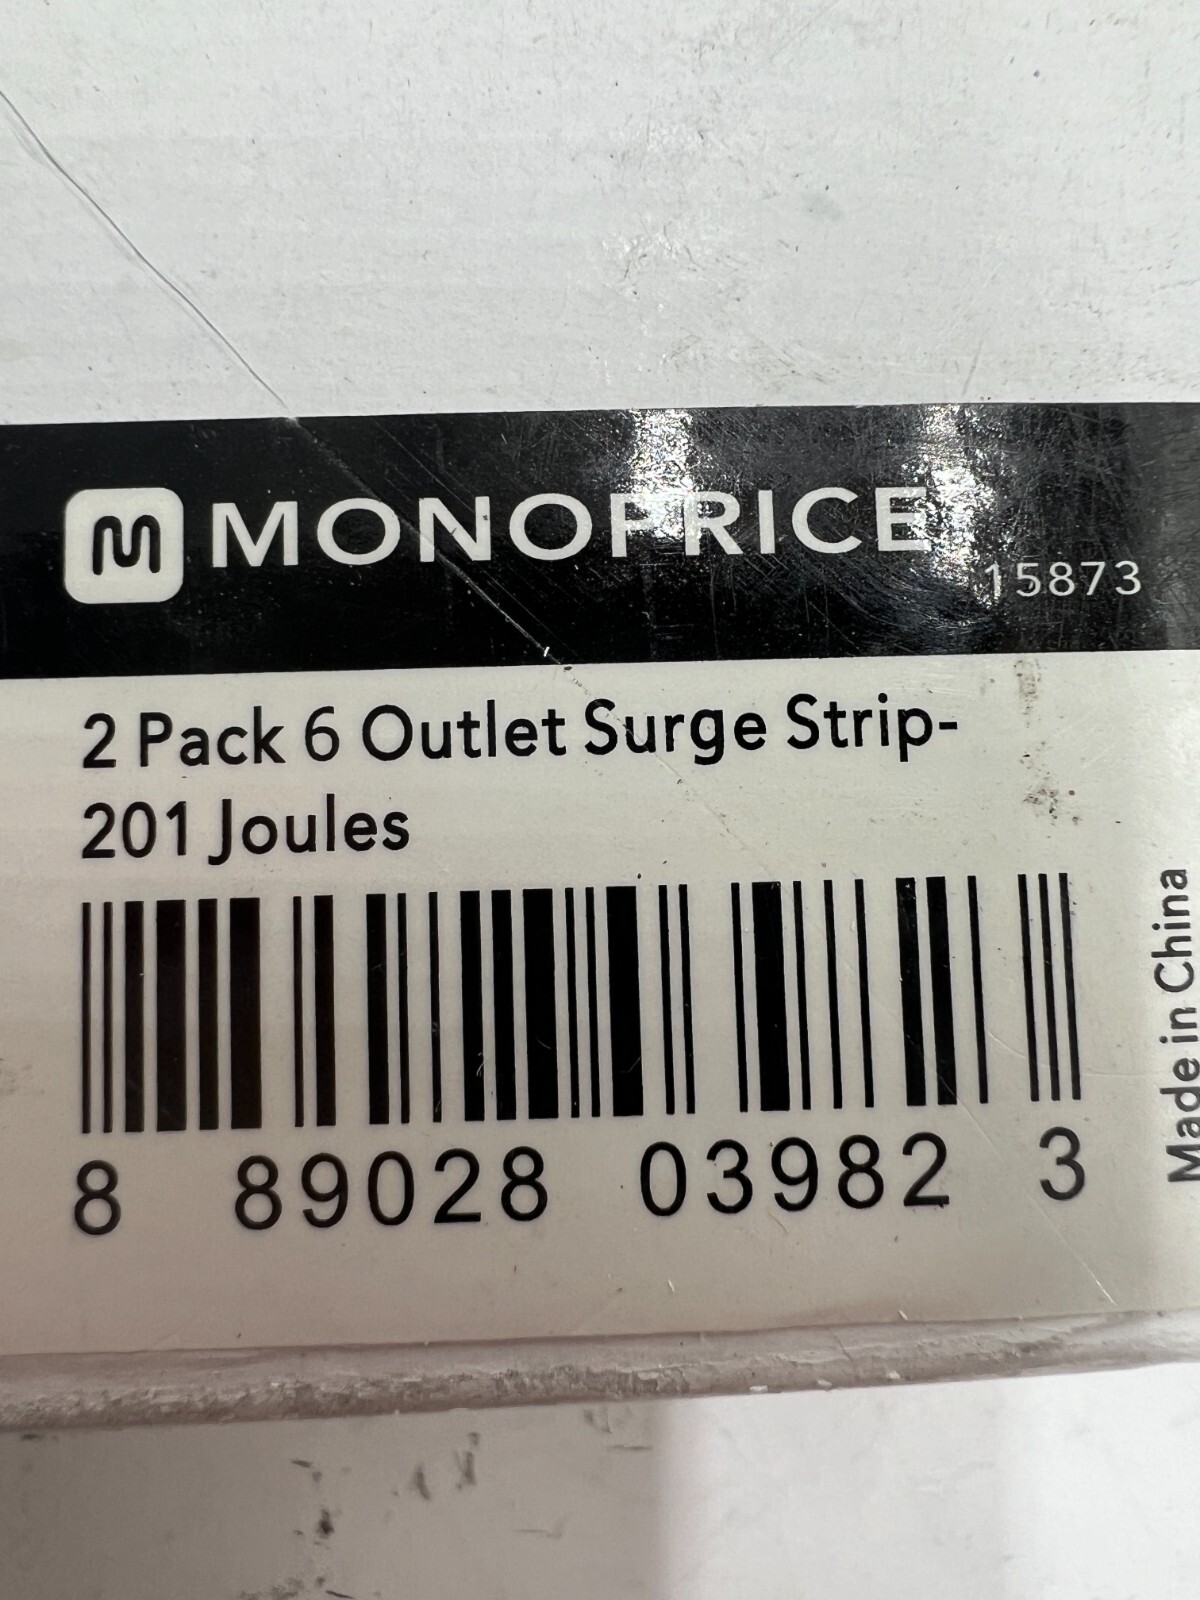 MONOPRICE
15873
2 Pack 6 Outlet Surge Strip-
201 Joules
8 89028 03982 3
Made in China